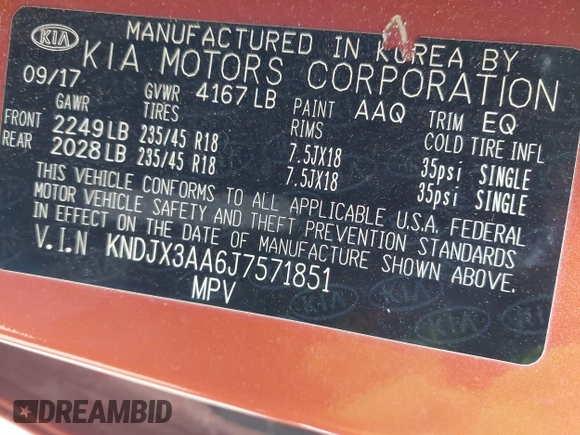 KIA
MANUFACTURED IN KOREA BY
KIA MOTORS CORPORATION
09/17
GVWR 4167 LB
PAINT AAQ
TRIM EQ
GAWR TIRES RIMS COLD TIRE INFL
FRONT 2249 LB 235/45 R18 7.5JX18 35psi SINGLE
REAR 2028 LB 235/45 R18 7.5JX18 35psi SINGLE
THIS VEHICLE CONFORMS TO ALL APPLICABLE U.S.A. FEDERAL
MOTOR VEHICLE SAFETY AND THEFT PREVENTION STANDARDS
IN EFFECT ON THE DATE OF MANUFACTURE SHOWN ABOVE.
V.I.N KNDJX3AA6J7571851
MPV
DREAMBID